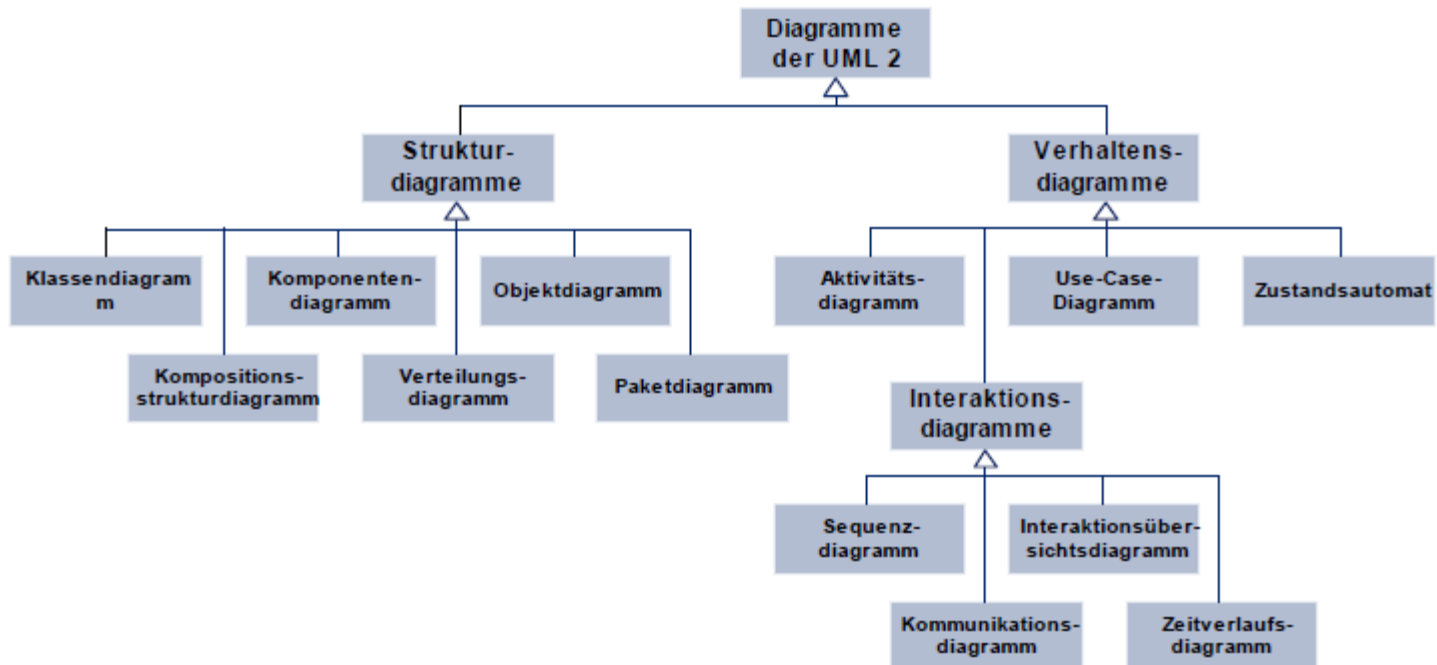 Diagramme
der UML 2
Struktur-
diagramme
Verhaltens-
diagramme
Klassendiagram
m
Komponenten-
diagramm
Objektdiagramm
Aktivitäts-
diagramm
Use-Case-
Diagramm
Zustandsautomat
Kompositions-
strukturdiagramm
Verteilungs-
diagramm
Paketdiagramm
Interaktions-
diagramme
Sequenz-
diagramm
Interaktionsüber-
sichtsdiagramm
Kommunikations-
diagramm
Zeitverlaufs-
diagramm